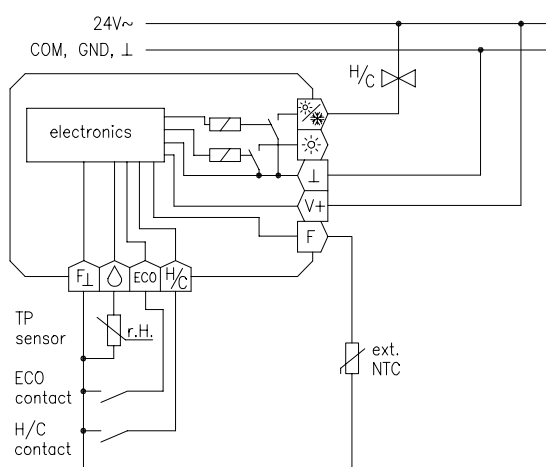 24V~
COM, GND, ⊥
H/C
electronics
⊥
V+
F
F⊥
ECO
H/C
TP
sensor
r.H.
ECO
contact
H/C
contact
ext.
NTC